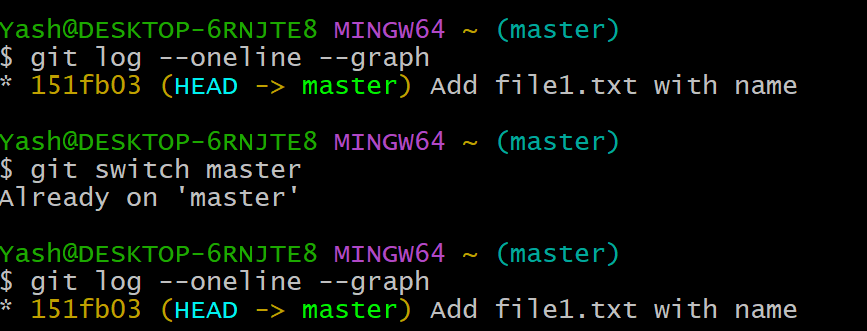 Yash@DESKTOP-6RNJTE8 MINGW64 ~ (master)
$ git log --oneline --graph
* 151fb03 (HEAD -> master) Add file1.txt with name
Yash@DESKTOP-6RNJTE8 MINGW64 ~ (master)
$ git switch master
Already on 'master'
Yash@DESKTOP-6RNJTE8 MINGW64 ~ (master)
$ git log --oneline --graph
* 151fb03 (HEAD -> master) Add file1.txt with name